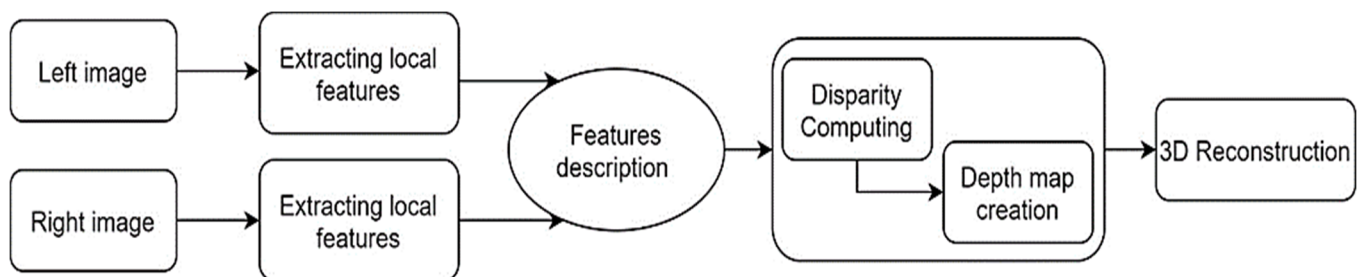 Left image
Extracting local
features
Right image
Extracting local
features
Features
description
Disparity
Computing
Depth map
creation
3D Reconstruction